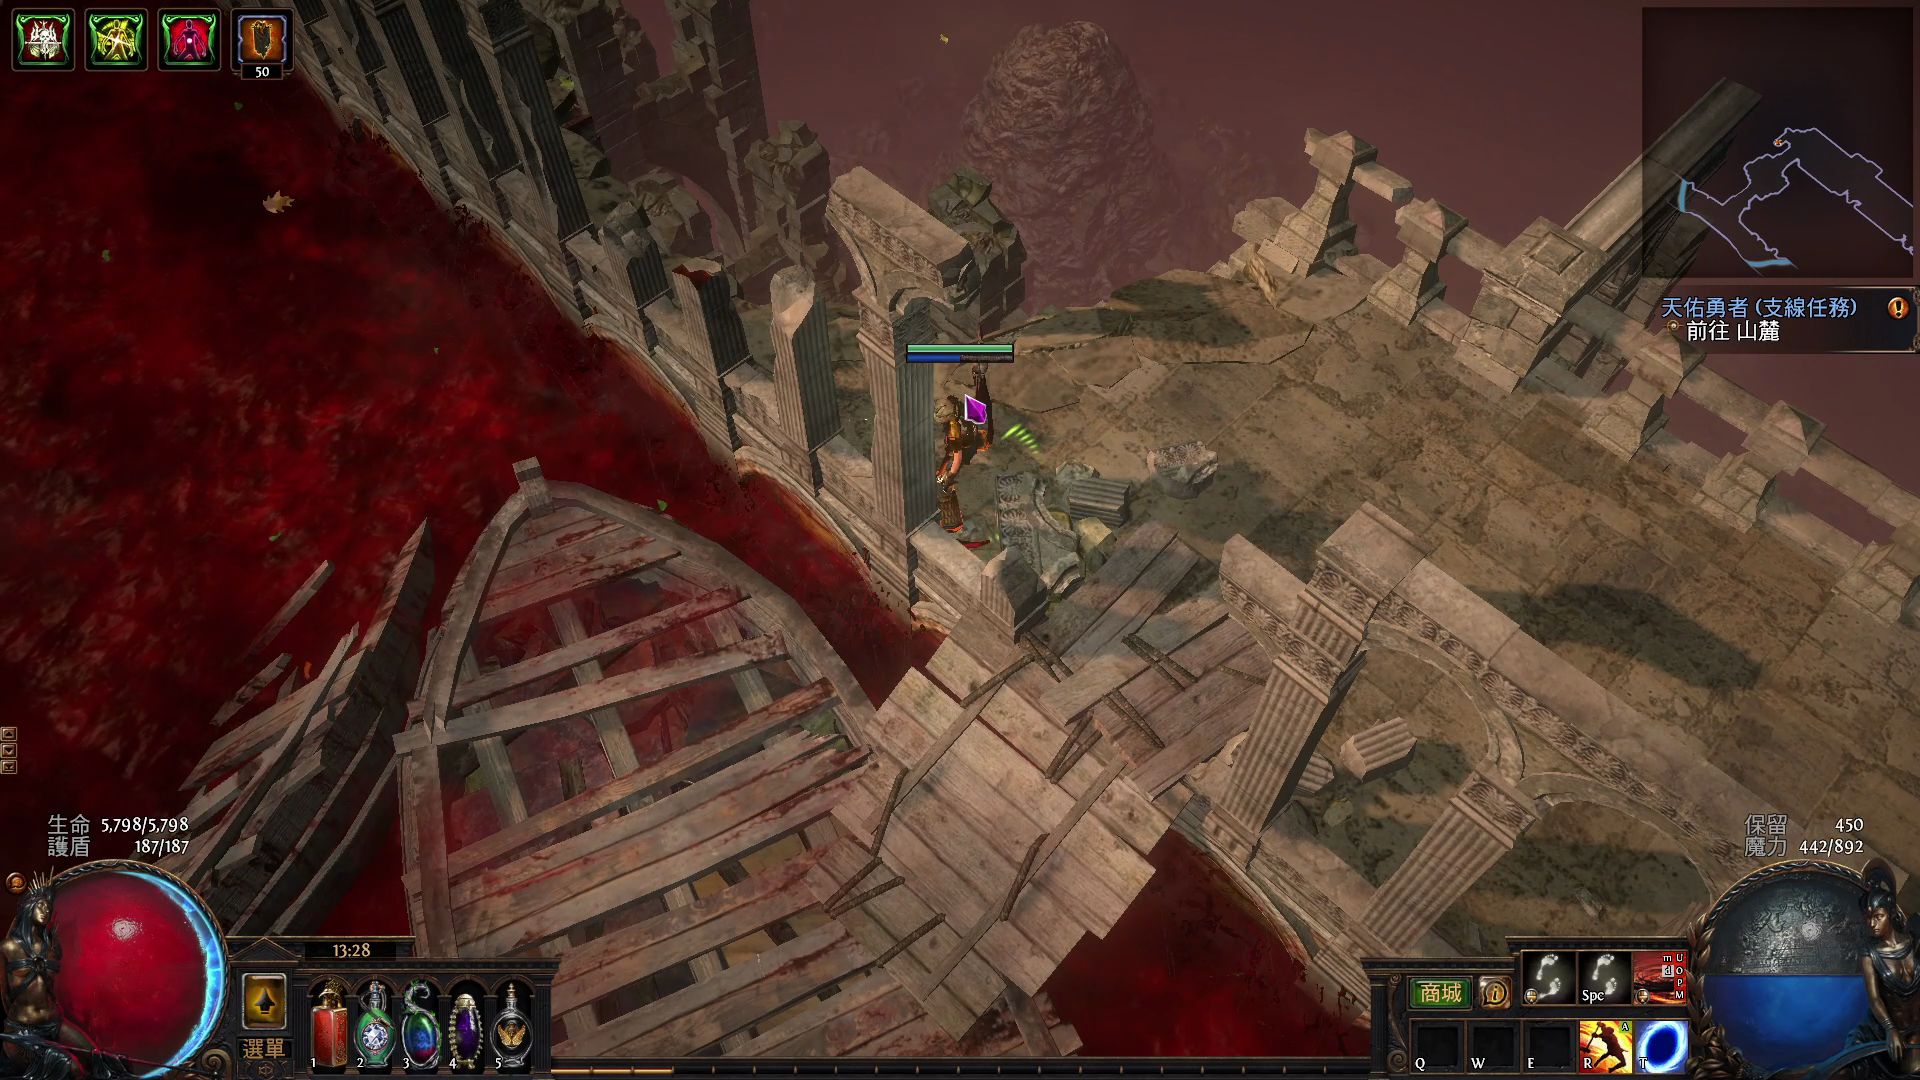 50
天佑勇者 (支線任務)
前往 山麓
生命 5,798/5,798
護盾 187/187
保留 450
魔力 442/892
13:28
選單
1
2
3
4
5
商城
Spc
m U
d O
P
M
Q
W
E
R
A
T